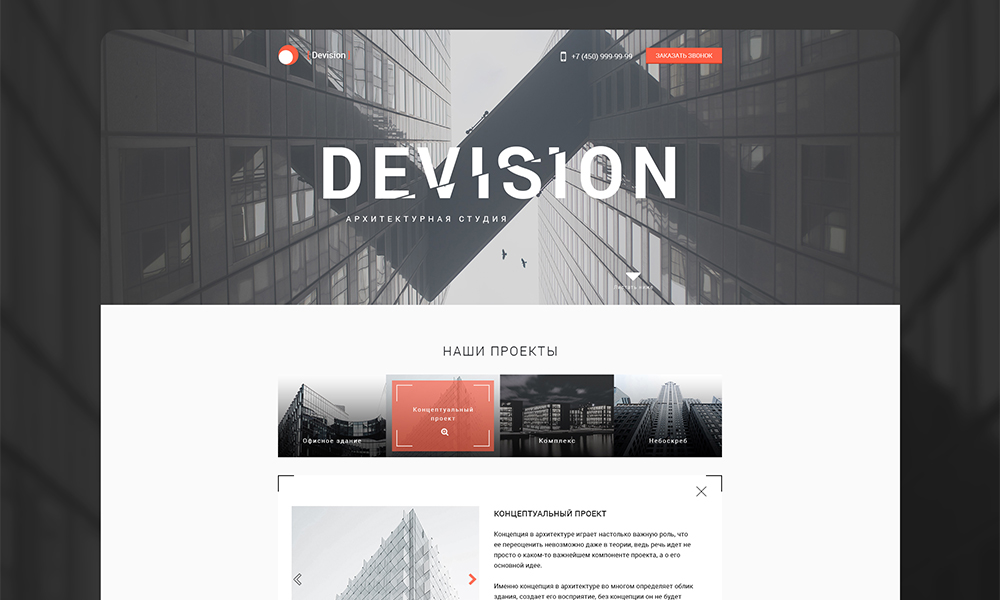 Devision
+7 (450) 999-99-99
ЗАКАЗАТЬ ЗВОНОК
DEVISION
АРХИТЕКТУРНАЯ СТУДИЯ
Листать ниже
НАШИ ПРОЕКТЫ
Офисное здание
Концептуальный
проект
Комплекс
Небоскреб
КОНЦЕПТУАЛЬНЫЙ ПРОЕКТ
Концепция в архитектуре играет настолько важную роль, что
ее переоценить невозможно даже в теории, ведь речь идет не
просто о каком-то важнейшем компоненте проекта, а о его
основной идее.
Именно концепция в архитектуре во многом определяет облик
здания, создает его восприятие, без концепции он не будет